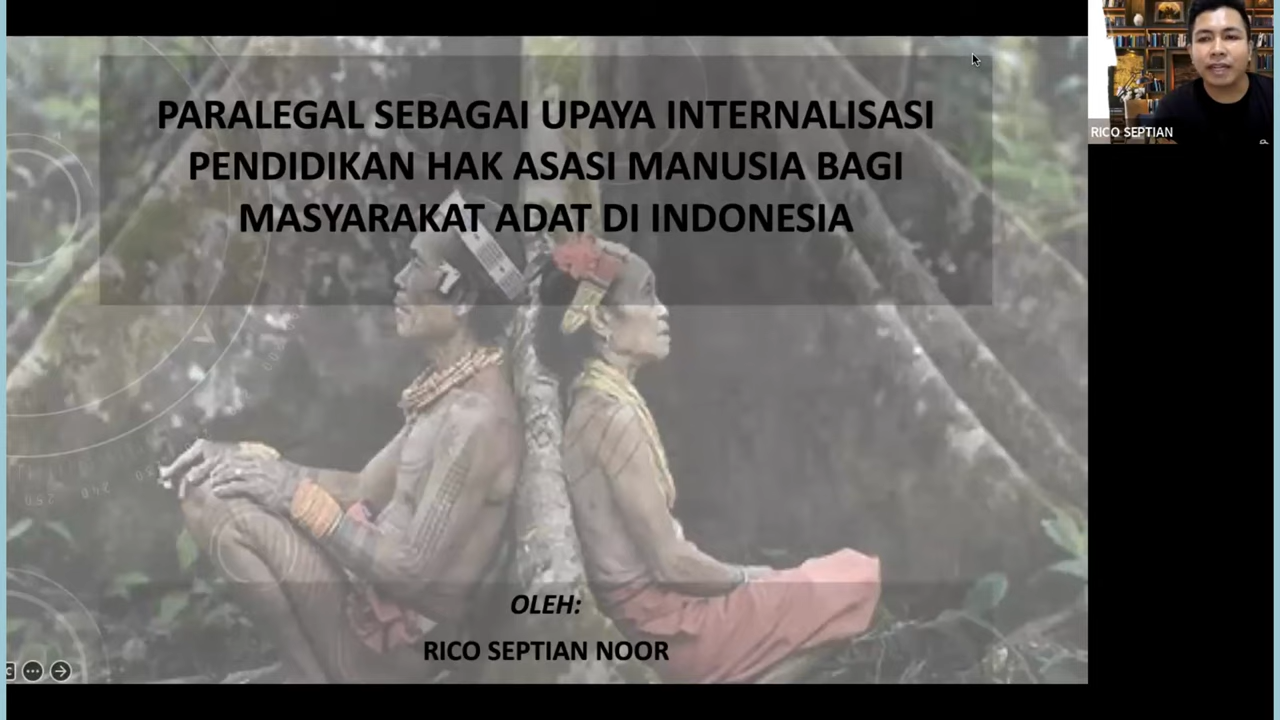 PARALEGAL SEBAGAI UPAYA INTERNALISASI
PENDIDIKAN HAK ASASI MANUSIA BAGI
MASYARAKAT ADAT DI INDONESIA
OLEH:
RICO SEPTIAN NOOR
RICO SEPTIAN